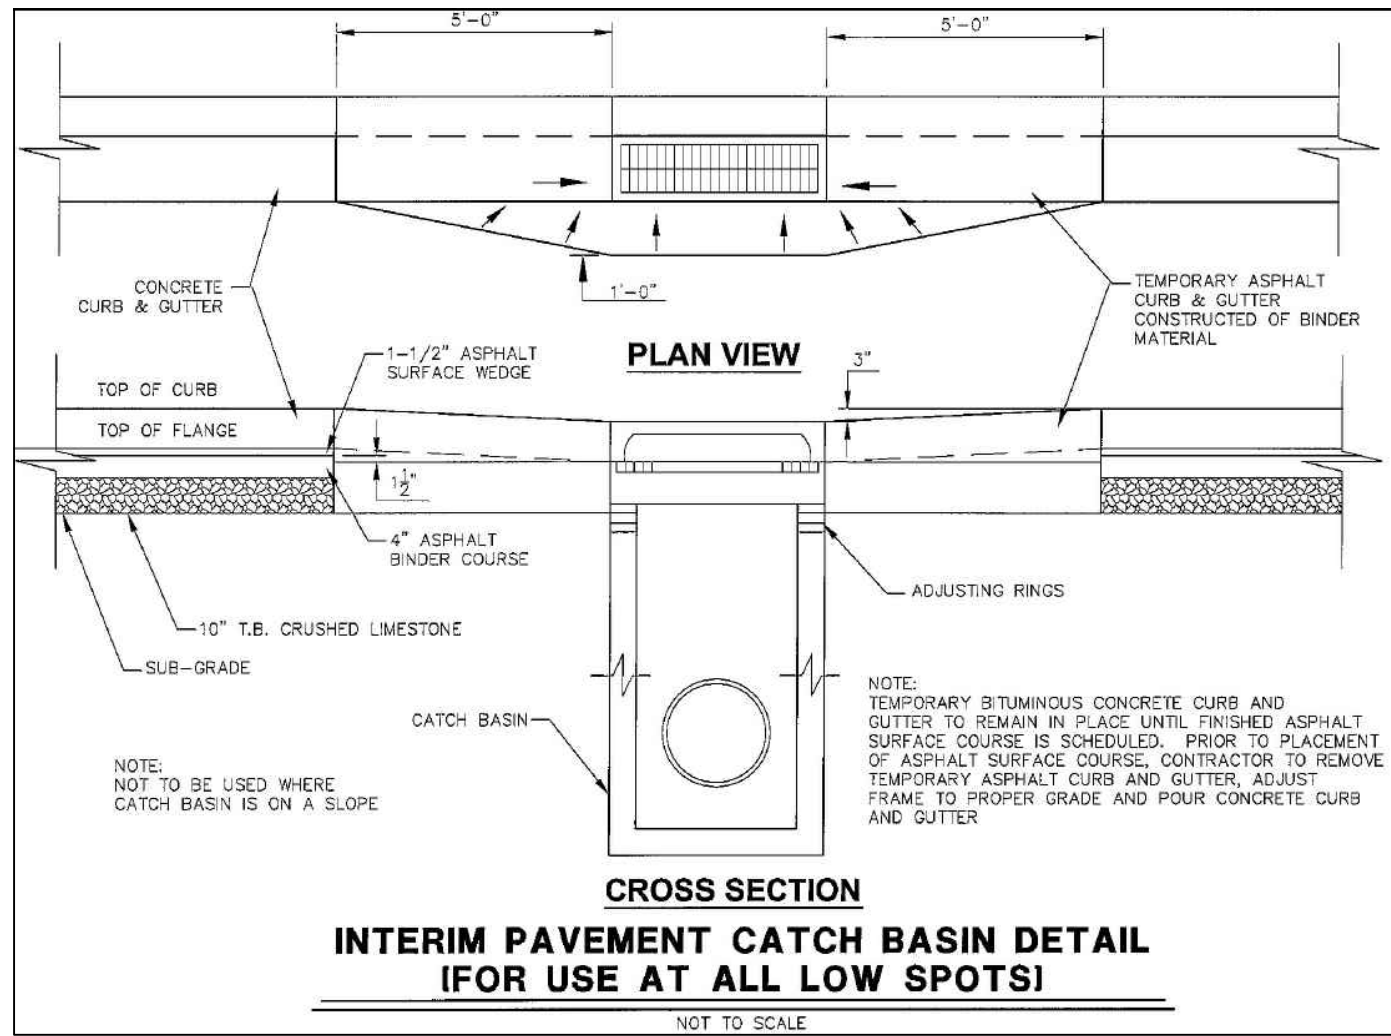 5'-0"
5'-0"
1'-0"
CONCRETE
CURB & GUTTER
TEMPORARY ASPHALT
CURB & GUTTER
CONSTRUCTED OF BINDER
MATERIAL
PLAN VIEW
1-1/2" ASPHALT
SURFACE WEDGE
3"
TOP OF CURB
TOP OF FLANGE
1 1/2"
4" ASPHALT
BINDER COURSE
ADJUSTING RINGS
10" T.B. CRUSHED LIMESTONE
SUB-GRADE
CATCH BASIN
NOTE:
NOT TO BE USED WHERE
CATCH BASIN IS ON A SLOPE
NOTE:
TEMPORARY BITUMINOUS CONCRETE CURB AND
GUTTER TO REMAIN IN PLACE UNTIL FINISHED ASPHALT
SURFACE COURSE IS SCHEDULED. PRIOR TO PLACEMENT
OF ASPHALT SURFACE COURSE, CONTRACTOR TO REMOVE
TEMPORARY ASPHALT CURB AND GUTTER, ADJUST
FRAME TO PROPER GRADE AND POUR CONCRETE CURB
AND GUTTER
CROSS SECTION
INTERIM PAVEMENT CATCH BASIN DETAIL
(FOR USE AT ALL LOW SPOTS)
NOT TO SCALE